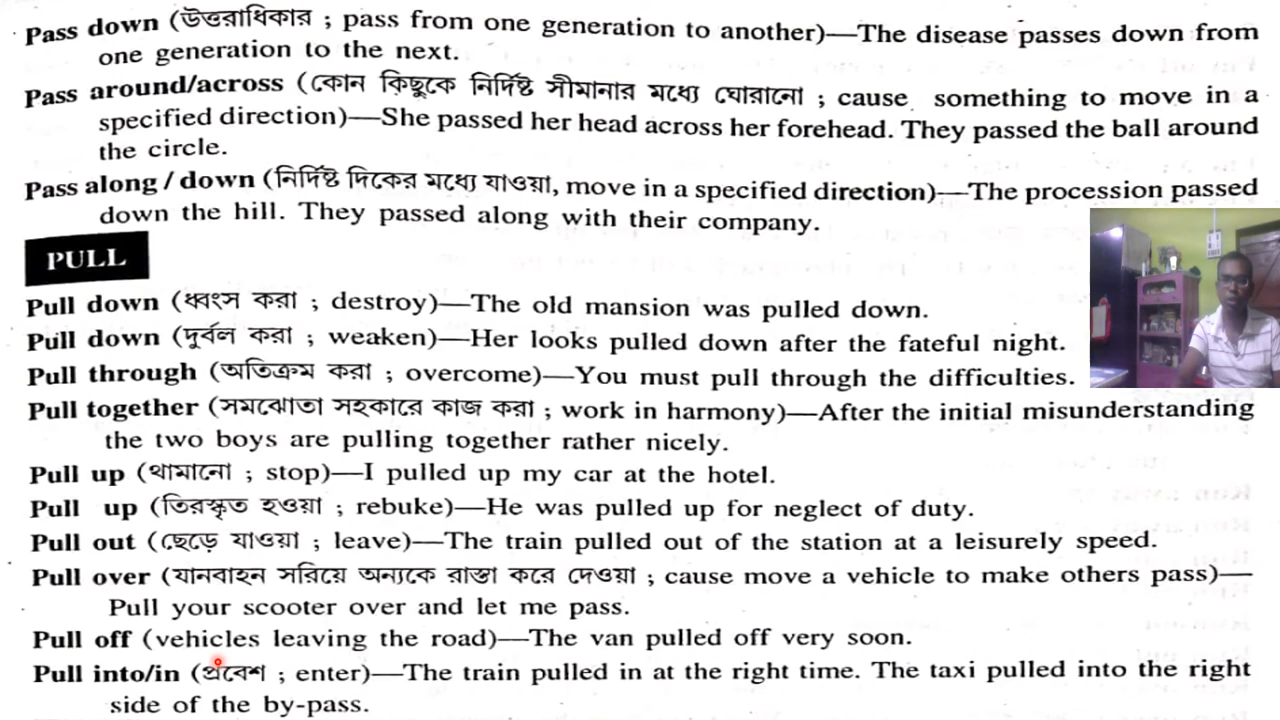 Pass down (উত্তরাধিকার ; pass from one generation to another)—The disease passes down from
one generation to the next.
Pass around/across (কোন কিছুকে নির্দিষ্ট সীমানার মধ্যে ঘোরানো ; cause something to move in a
specified direction)—She passed her head across her forehead. They passed the ball around
the circle.
Pass along / down (নির্দিষ্ট দিকের মধ্যে যাওয়া, move in a specified direction)—The procession passed
down the hill. They passed along with their company.
PULL
Pull down (ধ্বংস করা ; destroy)—The old mansion was pulled down.
Pull down (দুর্বল করা ; weaken)—Her looks pulled down after the fateful night.
Pull through (অতিক্রম করা ; overcome)—You must pull through the difficulties.
Pull together (সমঝোতা সহকারে কাজ করা ; work in harmony)—After the initial misunderstanding
the two boys are pulling together rather nicely.
Pull up (থামানো ; stop)—I pulled up my car at the hotel.
Pull up (তিরস্কৃত হওয়া ; rebuke)—He was pulled up for neglect of duty.
Pull out (ছেড়ে যাওয়া ; leave)—The train pulled out of the station at a leisurely speed.
Pull over (যানবাহন সরিয়ে অন্যকে রাস্তা করে দেওয়া ; cause move a vehicle to make others pass)—
Pull your scooter over and let me pass.
Pull off (vehicles leaving the road)—The van pulled off very soon.
Pull into/in (প্রবেশ ; enter)—The train pulled in at the right time. The taxi pulled into the right
side of the by-pass.